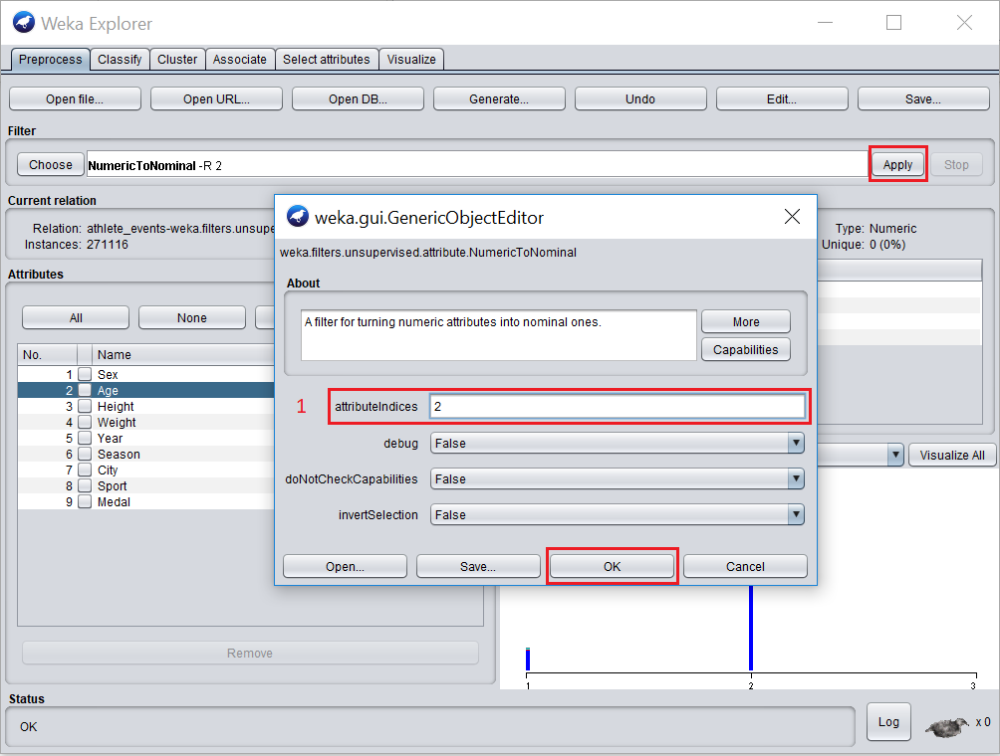 Weka Explorer
Preprocess Classify Cluster Associate Select attributes Visualize
Open file... Open URL... Open DB... Generate... Undo Edit... Save...
Filter
Choose NumericToNominal -R 2 Apply Stop
Current relation
Relation: athlete_events-weka.filters.unsupe
Instances: 271116
Type: Numeric
Unique: 0 (0%)
Attributes
All None
No. Name
1 Sex
2 Age
3 Height
4 Weight
5 Year
6 Season
7 City
8 Sport
9 Medal
Remove
weka.gui.GenericObjectEditor
weka.filters.unsupervised.attribute.NumericToNominal
About
A filter for turning numeric attributes into nominal ones.
More
Capabilities
1 attributeIndices 2
debug False
doNotCheckCapabilities False
invertSelection False
Open... Save... OK Cancel
Visualize All
1 2 3
Status
OK
Log x 0